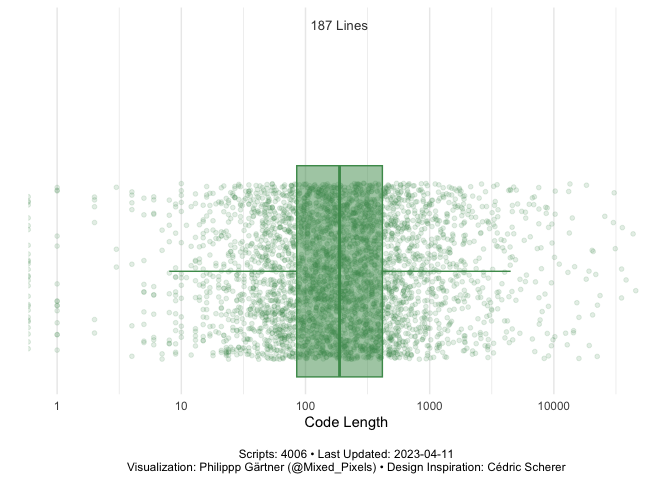 187 Lines
1 10 100 1000 10000
Code Length
Scripts: 4006 • Last Updated: 2023-04-11
Visualization: Philippp Gärtner (@Mixed_Pixels) • Design Inspiration: Cédric Scherer